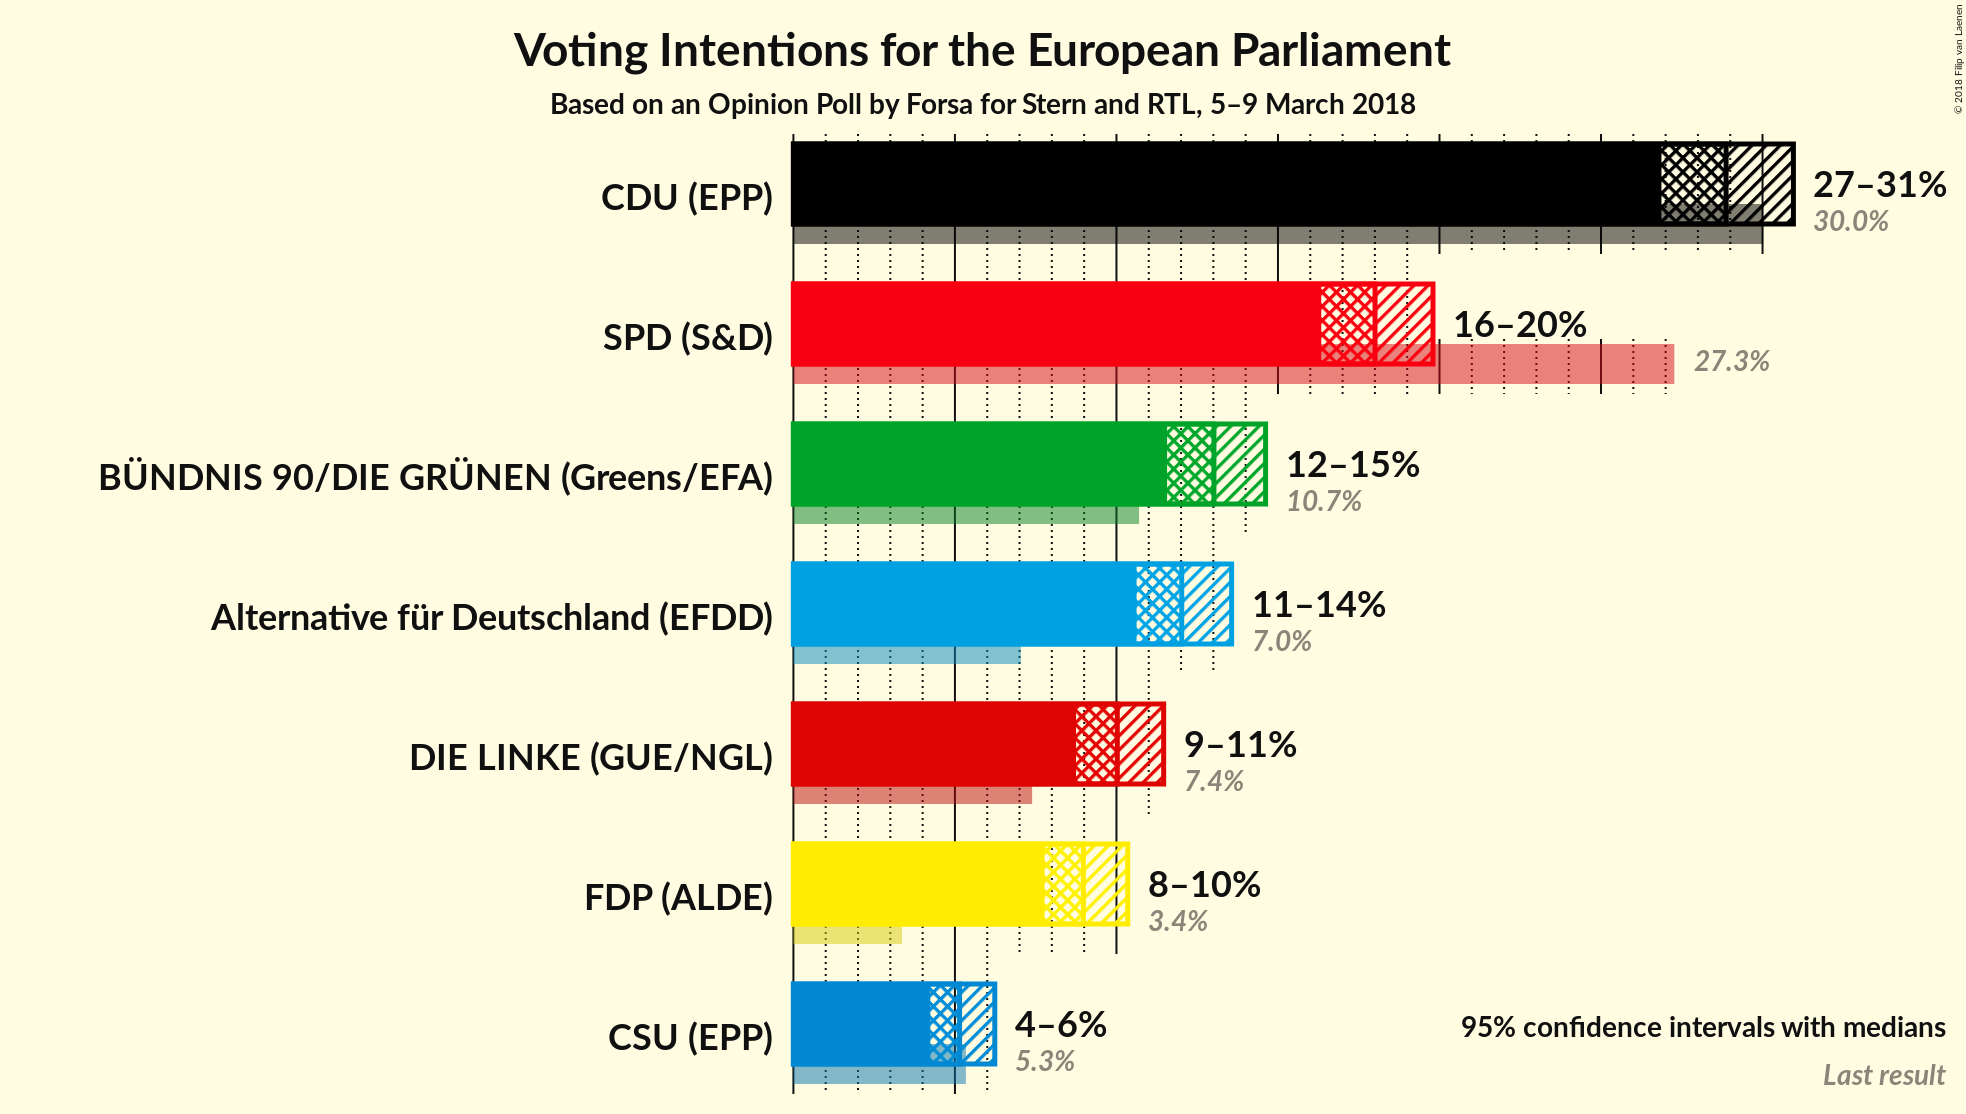 Voting Intentions for the European Parliament
Based on an Opinion Poll by Forsa for Stern and RTL, 5–9 March 2018
© 2018 Filip van Laenen
CDU (EPP)
27–31%
30.0%
SPD (S&D)
16–20%
27.3%
BÜNDNIS 90/DIE GRÜNEN (Greens/EFA)
12–15%
10.7%
Alternative für Deutschland (EFDD)
11–14%
7.0%
DIE LINKE (GUE/NGL)
9–11%
7.4%
FDP (ALDE)
8–10%
3.4%
CSU (EPP)
4–6%
5.3%
95% confidence intervals with medians
Last result